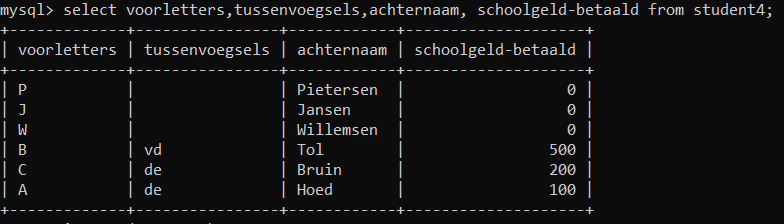 mysql> select voorletters,tussenvoegsels,achternaam, schoolgeld-betaald from student4;
+-------------+----------------+------------+--------------------+
| voorletters | tussenvoegsels | achternaam | schoolgeld-betaald |
+-------------+----------------+------------+--------------------+
| P           |                | Pietersen  |                  0 |
| J           |                | Jansen     |                  0 |
| W           |                | Willemsen  |                  0 |
| B           | vd             | Tol        |                500 |
| C           | de             | Bruin      |                200 |
| A           | de             | Hoed       |                100 |
+-------------+----------------+------------+--------------------+